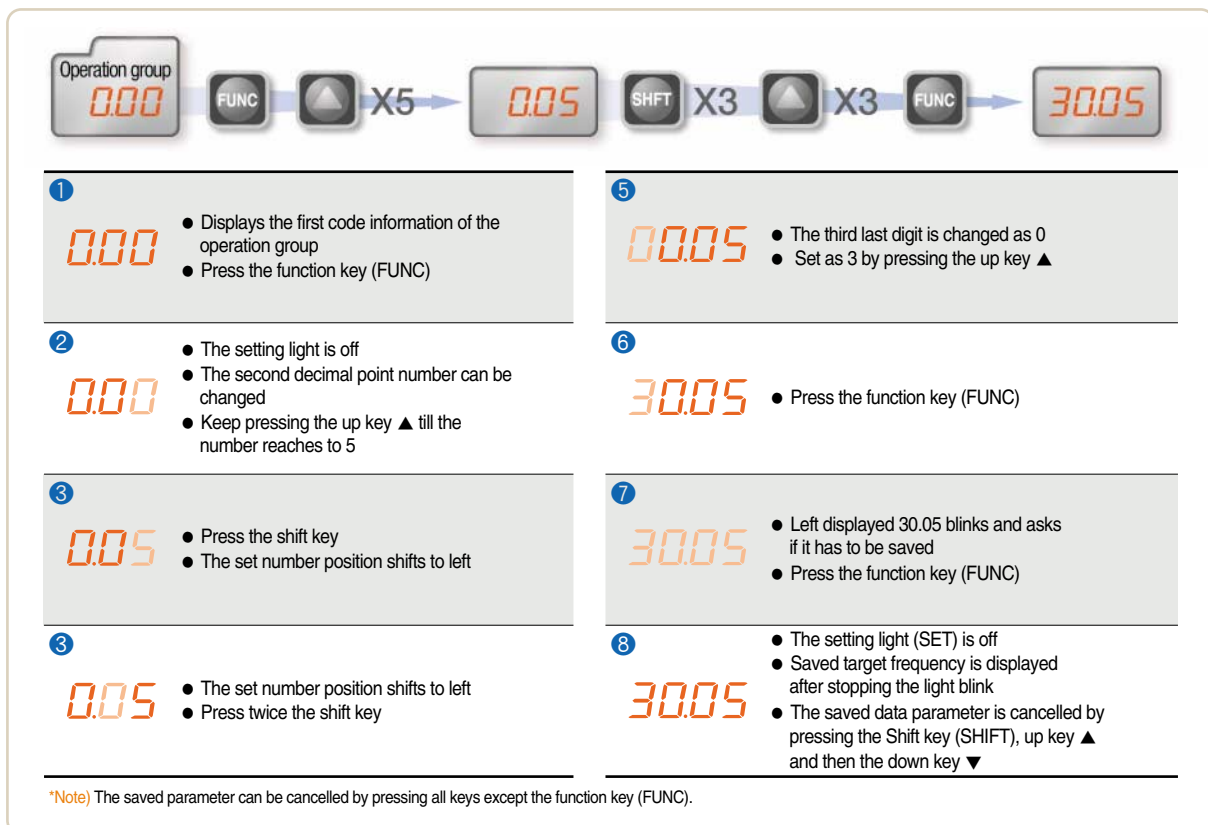 Operation group
0.00
FUNC
X5
0.05
SHFT
X3
X3
FUNC
30.05
1
0.00
● Displays the first code information of the
operation group
● Press the function key (FUNC)
2
0.00
● The setting light is off
● The second decimal point number can be
changed
● Keep pressing the up key ▲ till the
number reaches to 5
3
0.05
● Press the shift key
● The set number position shifts to left
3
0.05
● The set number position shifts to left
● Press twice the shift key
5
00.05
● The third last digit is changed as 0
● Set as 3 by pressing the up key ▲
6
30.05
● Press the function key (FUNC)
7
30.05
● Left displayed 30.05 blinks and asks
if it has to be saved
● Press the function key (FUNC)
8
30.05
● The setting light (SET) is off
● Saved target frequency is displayed
after stopping the light blink
● The saved data parameter is cancelled by
pressing the Shift key (SHIFT), up key ▲
and then the down key ▼
*Note) The saved parameter can be cancelled by pressing all keys except the function key (FUNC).